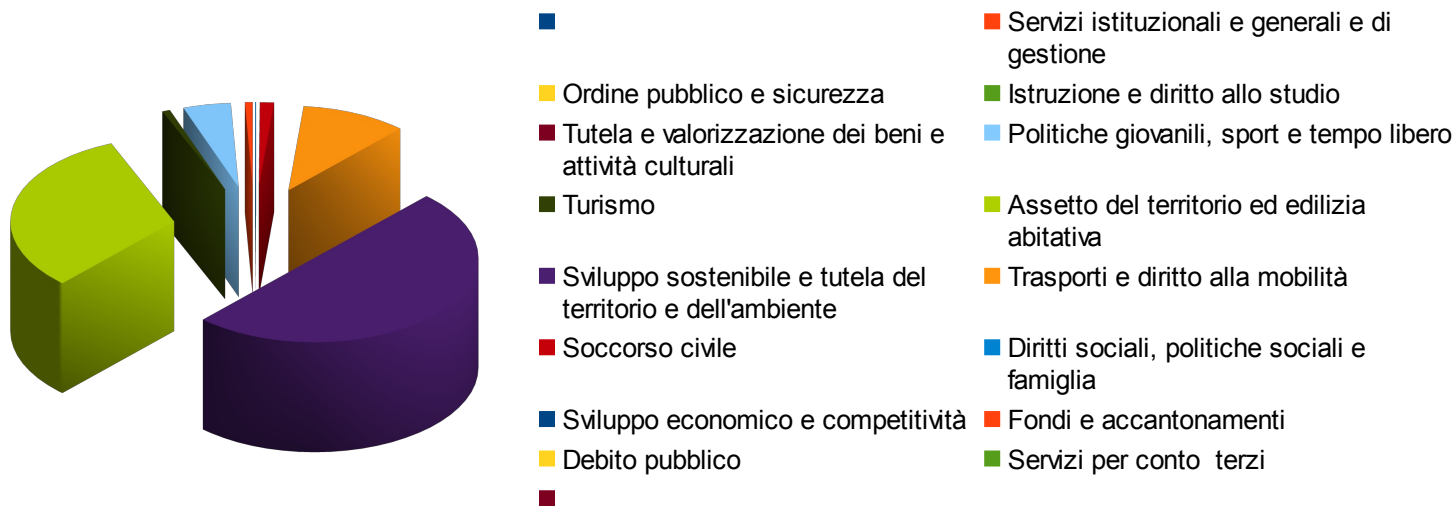 Servizi istituzionali e generali e di
gestione
Ordine pubblico e sicurezza
Istruzione e diritto allo studio
Tutela e valorizzazione dei beni e
attività culturali
Politiche giovanili, sport e tempo libero
Turismo
Assetto del territorio ed edilizia
abitativa
Sviluppo sostenibile e tutela del
territorio e dell'ambiente
Trasporti e diritto alla mobilità
Soccorso civile
Diritti sociali, politiche sociali e
famiglia
Sviluppo economico e competitività
Fondi e accantonamenti
Debito pubblico
Servizi per conto  terzi